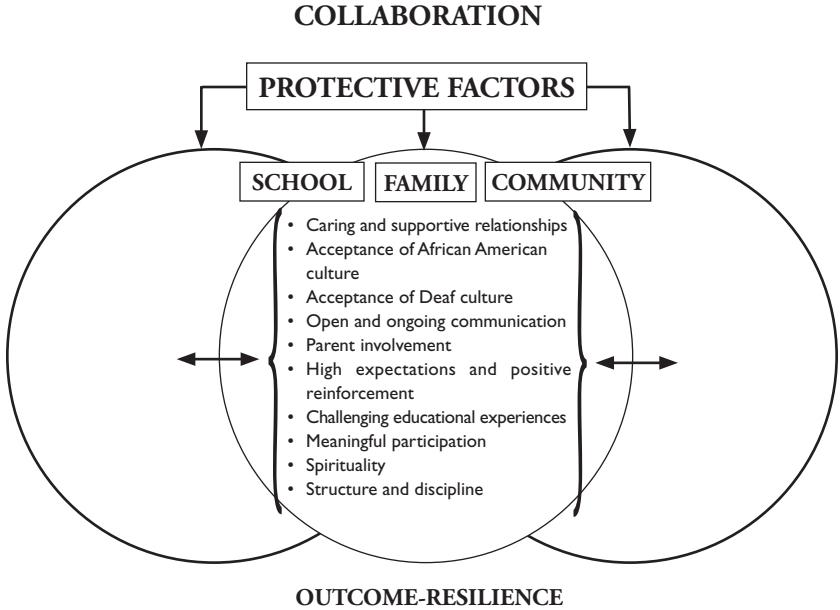 COLLABORATION
PROTECTIVE FACTORS
SCHOOL
FAMILY
COMMUNITY
• Caring and supportive relationships
• Acceptance of African American
culture
• Acceptance of Deaf culture
• Open and ongoing communication
• Parent involvement
• High expectations and positive
reinforcement
• Challenging educational experiences
• Meaningful participation
• Spirituality
• Structure and discipline
OUTCOME-RESILIENCE